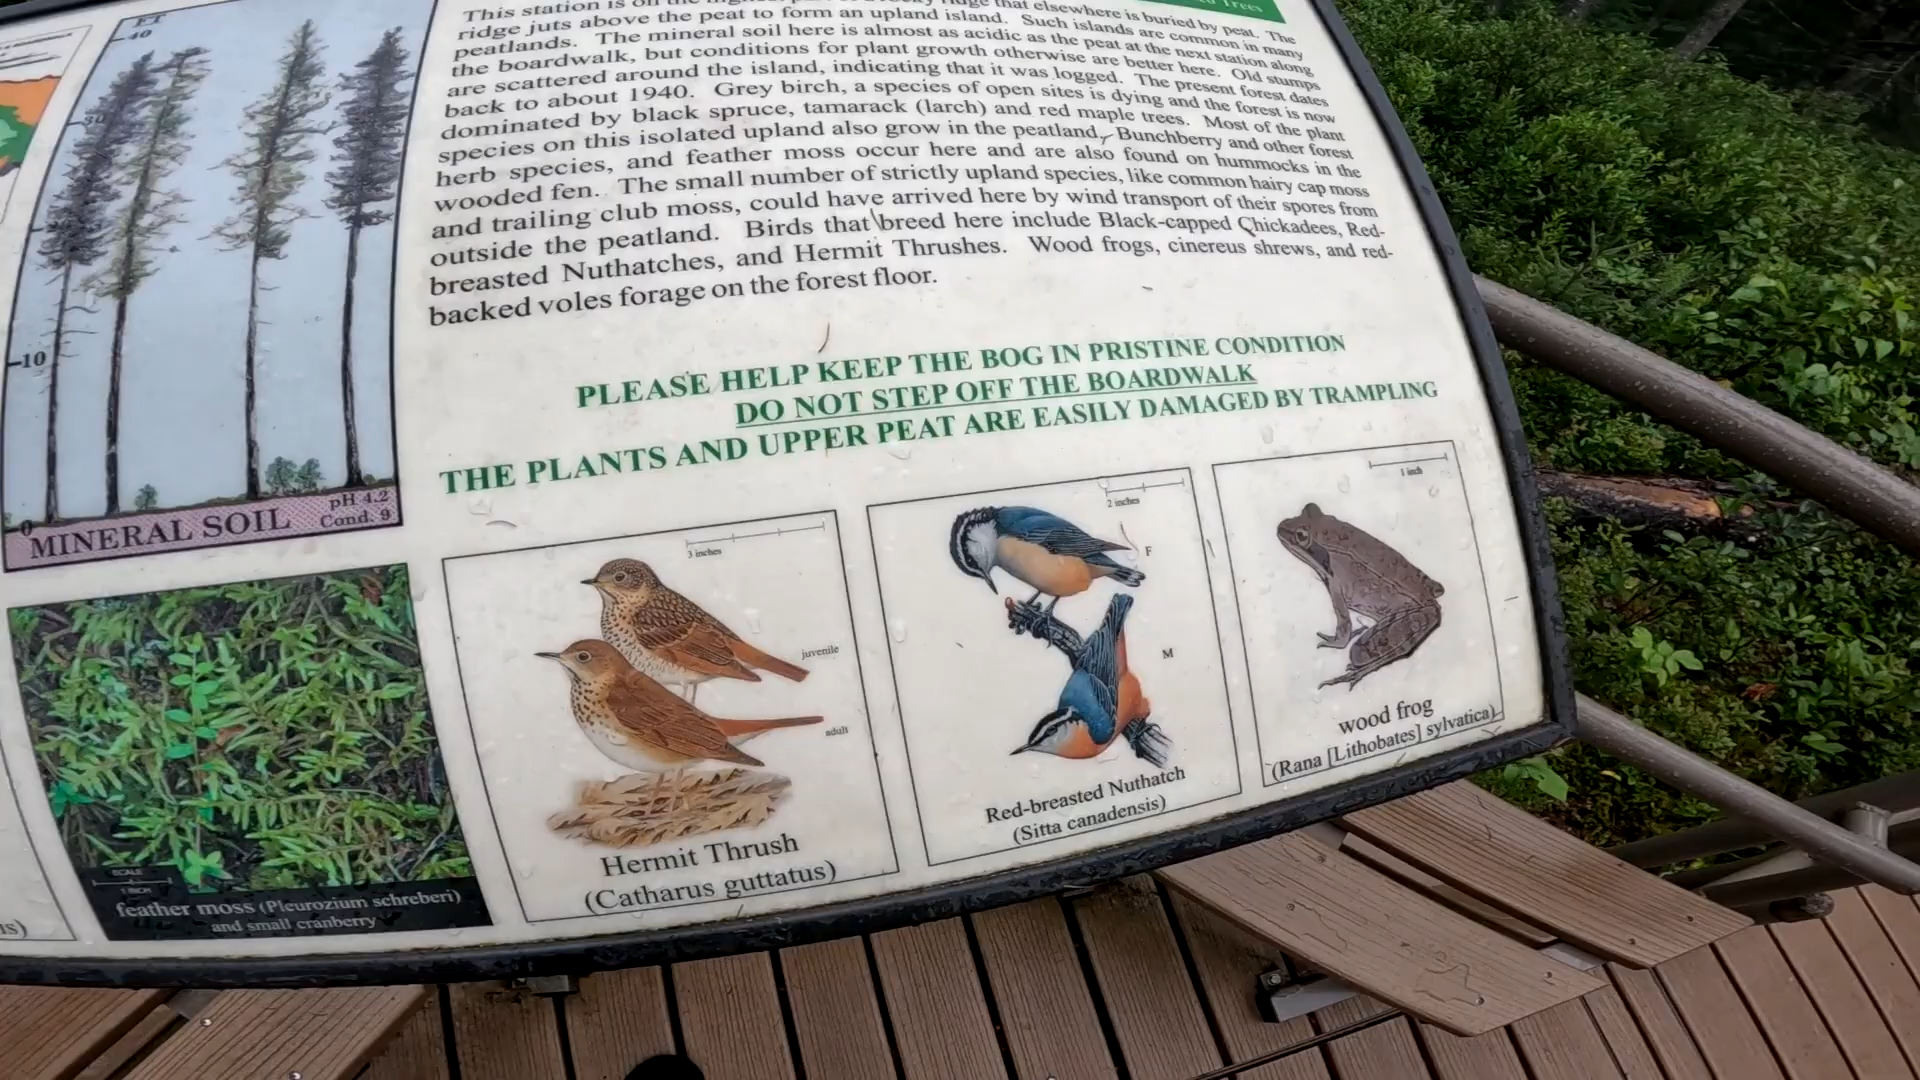 Trees
This station is on the that elsewhere is buried by peat. The
ridge juts above the peat to form an upland island. Such islands are common in many
peatlands. The mineral soil here is almost as acidic as the peat at the next station along
the boardwalk, but conditions for plant growth otherwise are better here. Old stumps
are scattered around the island, indicating that it was logged. The present forest dates
back to about 1940. Grey birch, a species of open sites is dying and the forest is now
dominated by black spruce, tamarack (larch) and red maple trees. Most of the plant
species on this isolated upland also grow in the peatland. Bunchberry and other forest
herb species, and feather moss occur here and are also found on hummocks in the
wooded fen. The small number of strictly upland species, like common hairy cap moss
and trailing club moss, could have arrived here by wind transport of their spores from
outside the peatland. Birds that breed here include Black-capped Chickadees, Red-
breasted Nuthatches, and Hermit Thrushes. Wood frogs, cinereus shrews, and red-
backed voles forage on the forest floor.
PLEASE HELP KEEP THE BOG IN PRISTINE CONDITION
DO NOT STEP OFF THE BOARDWALK
THE PLANTS AND UPPER PEAT ARE EASILY DAMAGED BY TRAMPLING
FT
40
30
10
0
MINERAL SOIL
pH 4.2
Cond. 9
SCALE
1 INCH
feather moss (Pleurozium schreberi)
and small cranberry
3 inches
juvenile
adult
Hermit Thrush
(Catharus guttatus)
2 inches
F
M
Red-breasted Nuthatch
(Sitta canadensis)
1 inch
wood frog
(Rana [Lithobates] sylvatica)